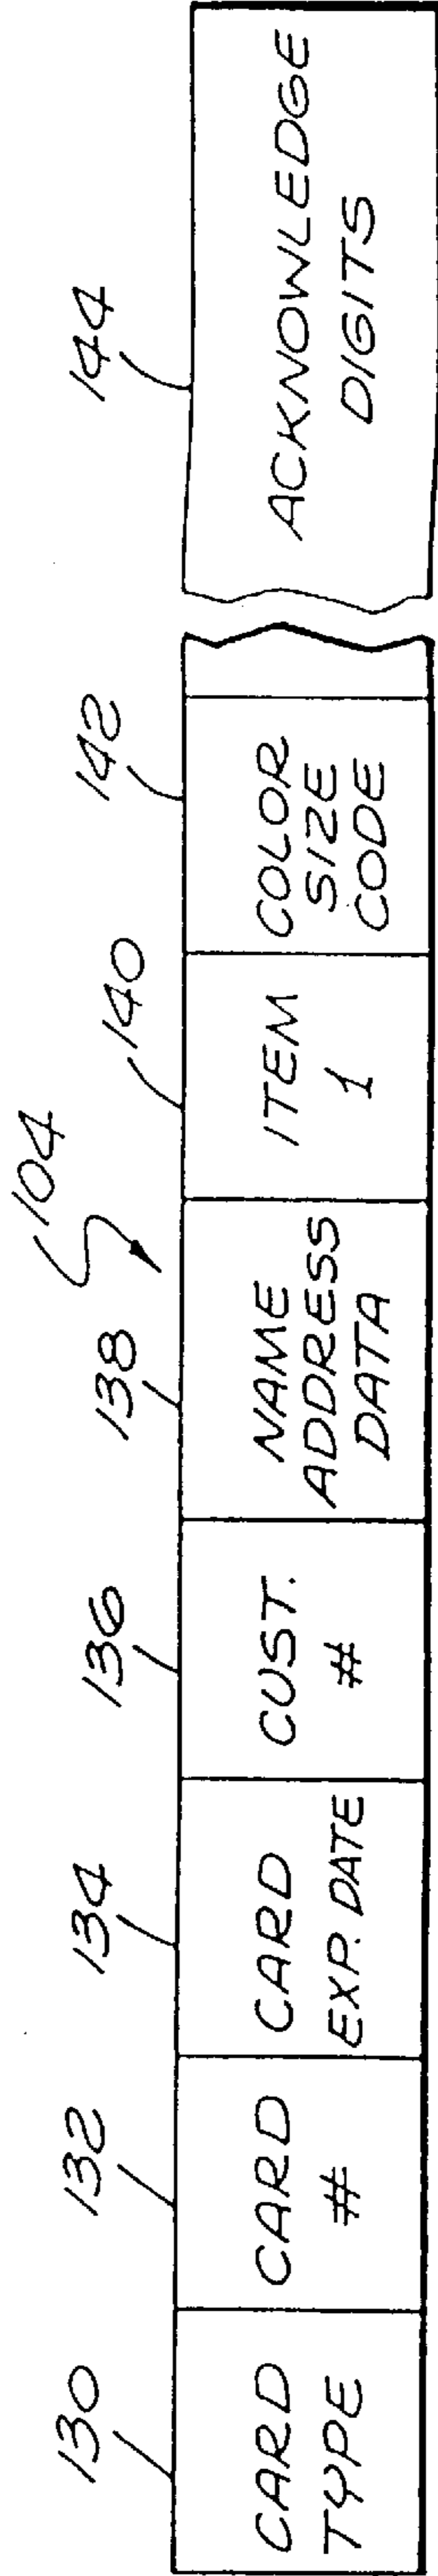 104
130
132
134
136
138
140
142
144
CARD
TYPE
CARD
#
CARD
EXP. DATE
CUST.
#
NAME
ADDRESS
DATA
ITEM
1
COLOR
SIZE
CODE
ACKNOWLEDGE
DIGITS